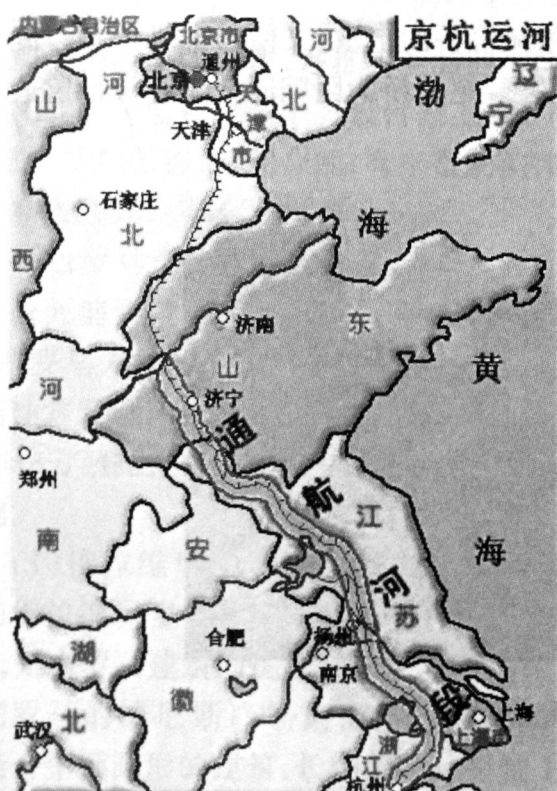 内蒙古自治区
北京市
河
京杭运河
通州
北京
山
河
天
北
渤
辽
宁
天津
津
市
石家庄
海
北
西
济南
东
山
黄
河
济宁
通
郑州
航
江
南
安
海
河
苏
合肥
扬州
湖
南京
徽
段
上海
北
武汉
浙
江
杭州